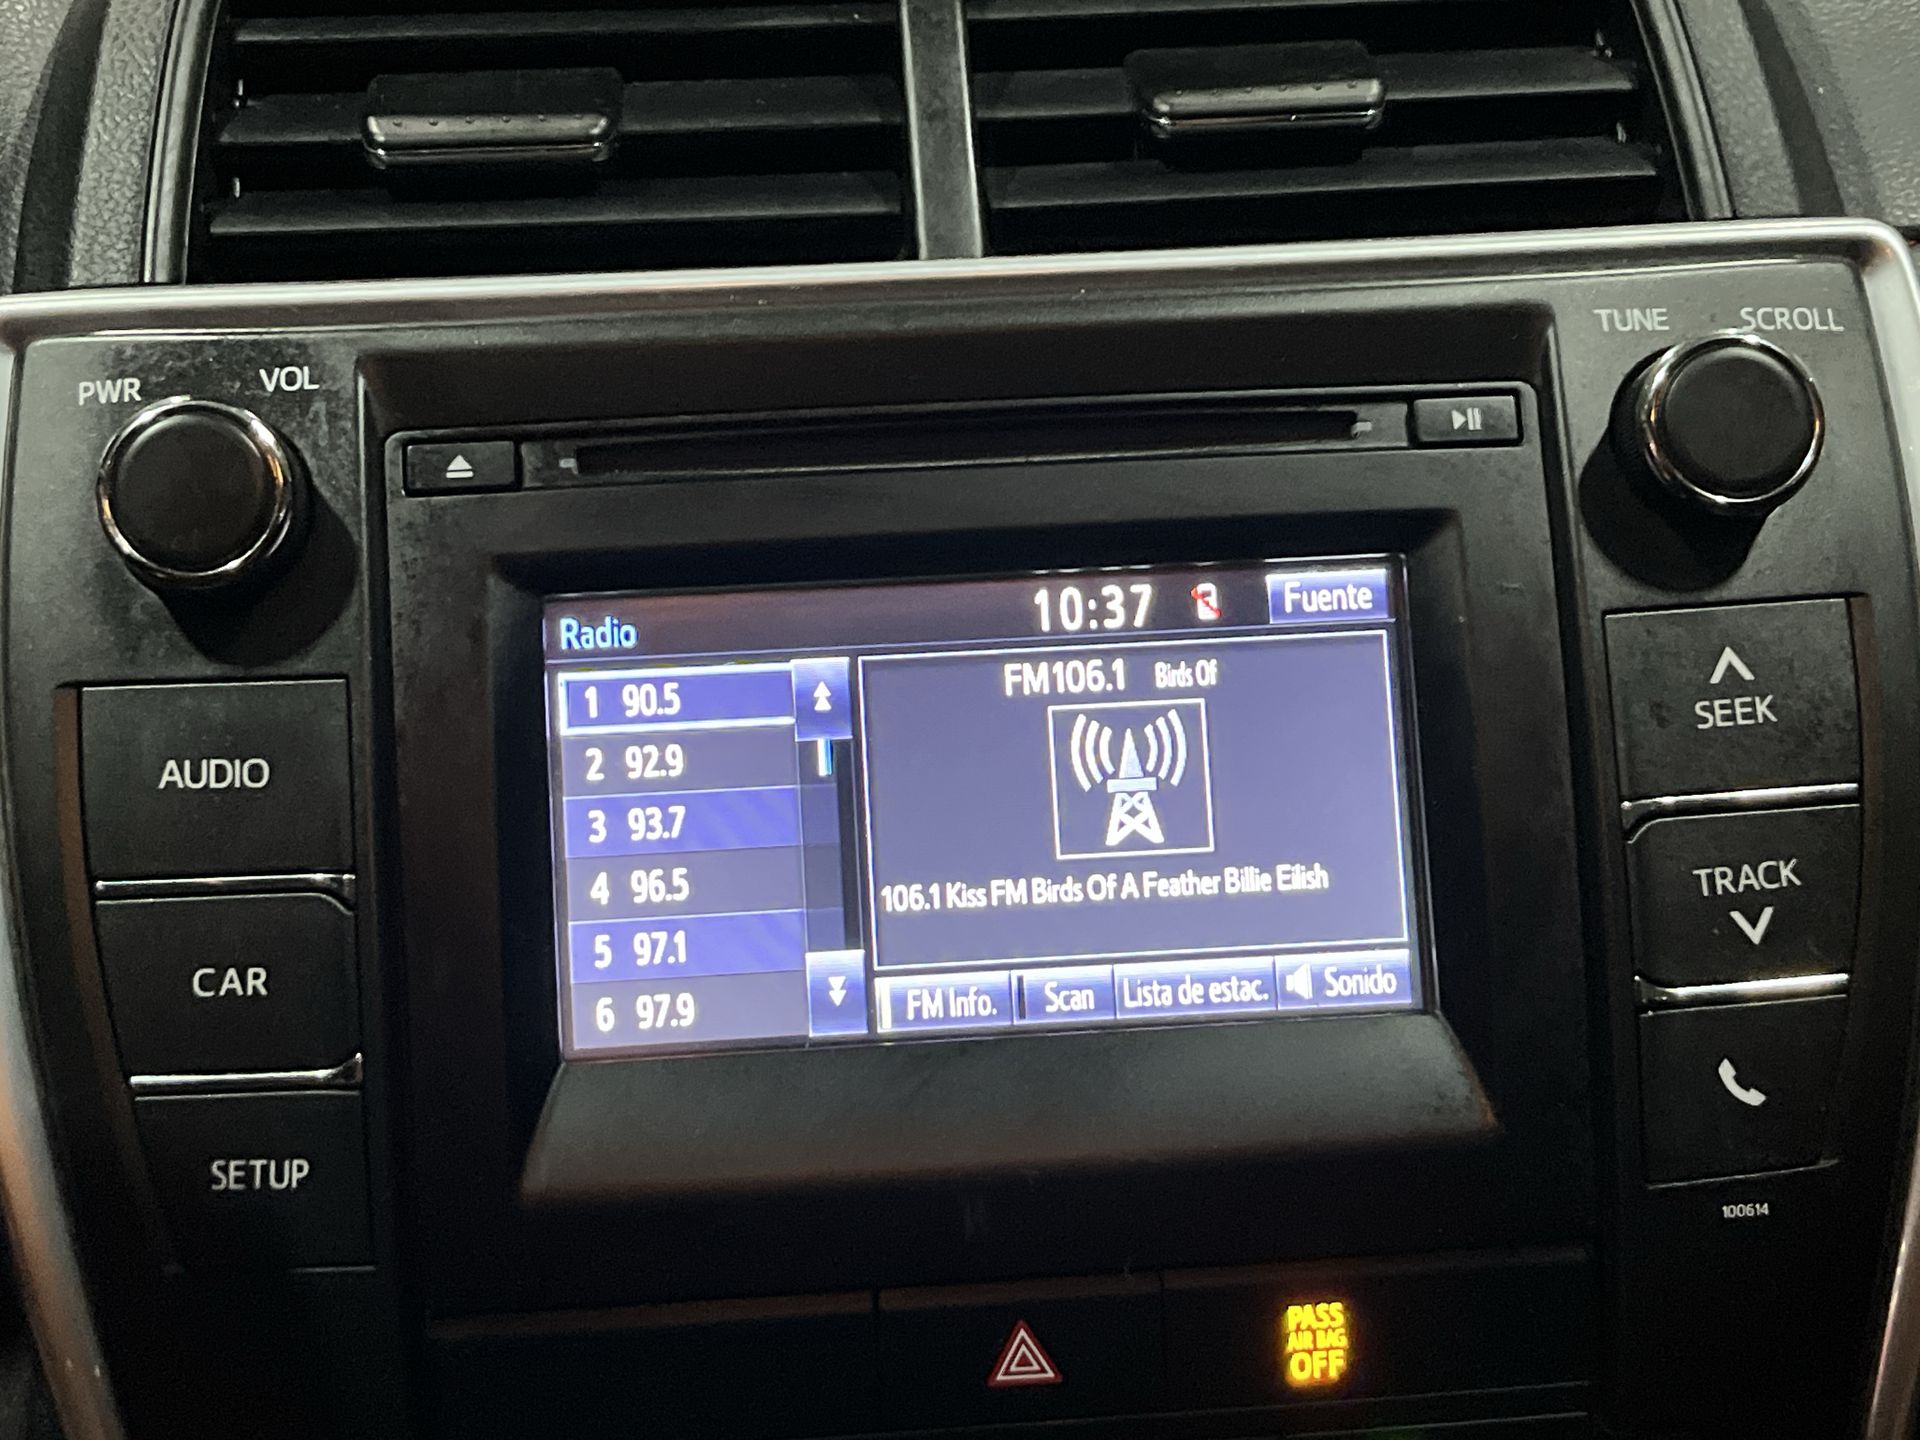 PWR VOL
TUNE SCROLL
Radio
10:37
Fuente
1 90.5
2 92.9
3 93.7
4 96.5
5 97.1
6 97.9
FM106.1 Birds Of
106.1 Kiss FM Birds Of A Feather Billie Eilish
FM Info.
Scan
Lista de estac.
Sonido
AUDIO
CAR
SETUP
SEEK
TRACK
100614
PASS
AIR BAG
OFF